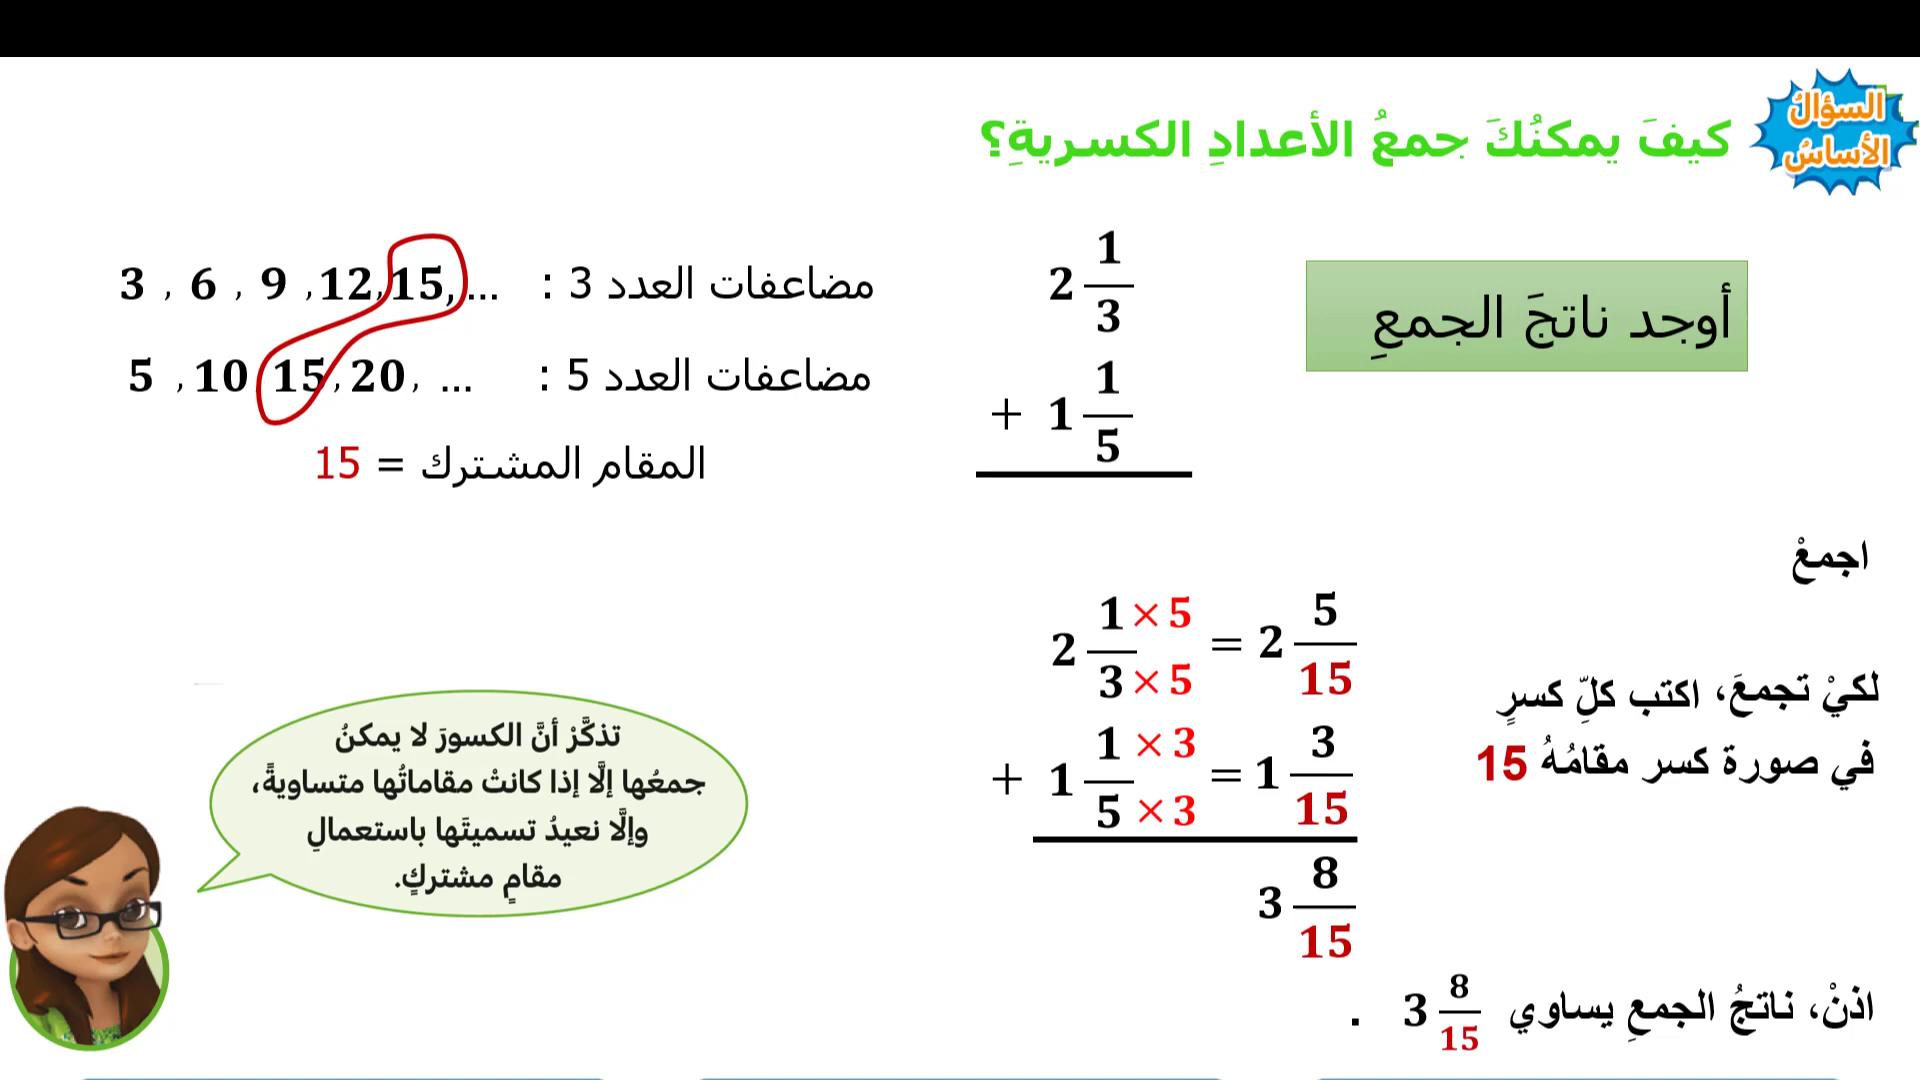 السؤالُ
الأساسُ
كيفَ يمكنُكَ جمعُ الأعدادِ الكسريةِ؟
أوجد ناتجَ الجمعِ
2 1/3
+ 1 1/5
مضاعفات العدد 3 : 3 , 6 , 9 , 12, 15, ...
مضاعفات العدد 5 : 5 , 10 15, 20, ...
المقام المشترك = 15
اجمعْ
لكيْ تجمعَ، اكتب كلِّ كسرٍ
في صورة كسر مقامُهُ 15
2 1×5/3×5 = 2 5/15
+ 1 1×3/5×3 = 1 3/15
3 8/15
اذنْ، ناتجُ الجمعِ يساوي 3 8/15 .
تذكَّرْ أنَّ الكسورَ لا يمكنُ
جمعُها إلَّا إذا كانتْ مقاماتُها متساويةً،
وإلَّا نعيدُ تسميتَها باستعمالِ
مقامٍ مشتركٍ.